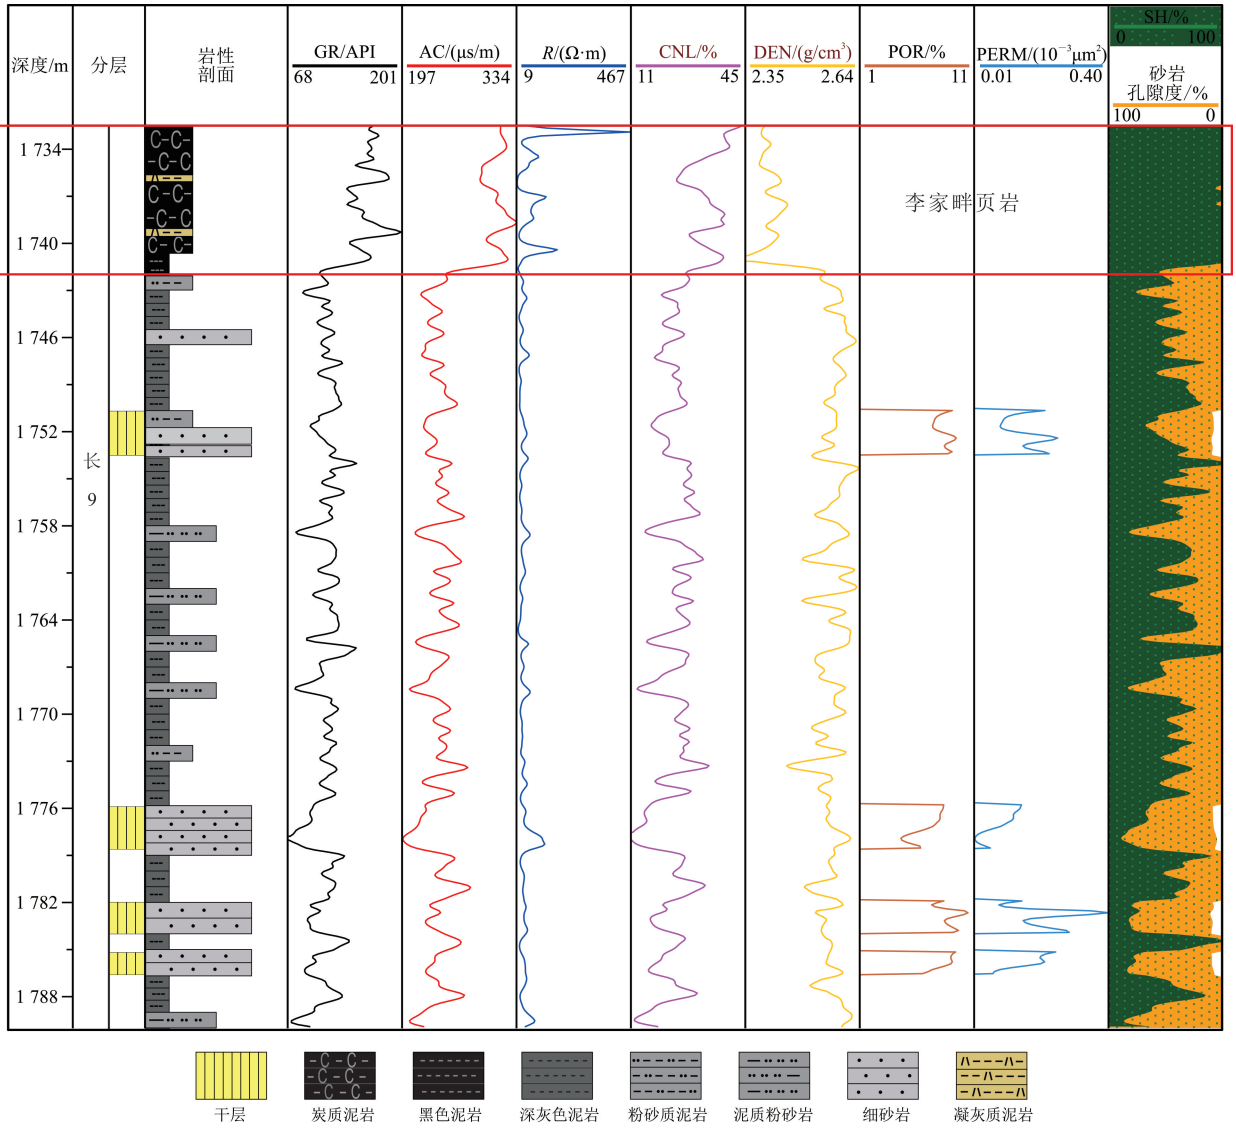 深度/m
分层
岩性
剖面
GR/API
68 201
AC/(μs/m)
197 334
R/(Ω·m)
9 467
CNL/%
11 45
DEN/(g/cm³)
2.35 2.64
POR/%
1 11
PERM/(10⁻³μm²)
0.01 0.40
SH/%
0 100
砂岩
孔隙度/%
100 0
1 734
李家畔页岩
1 740
1 746
1 752
长
9
1 758
1 764
1 770
1 776
1 782
1 788
干层
炭质泥岩
黑色泥岩
深灰色泥岩
粉砂质泥岩
泥质粉砂岩
细砂岩
凝灰质泥岩